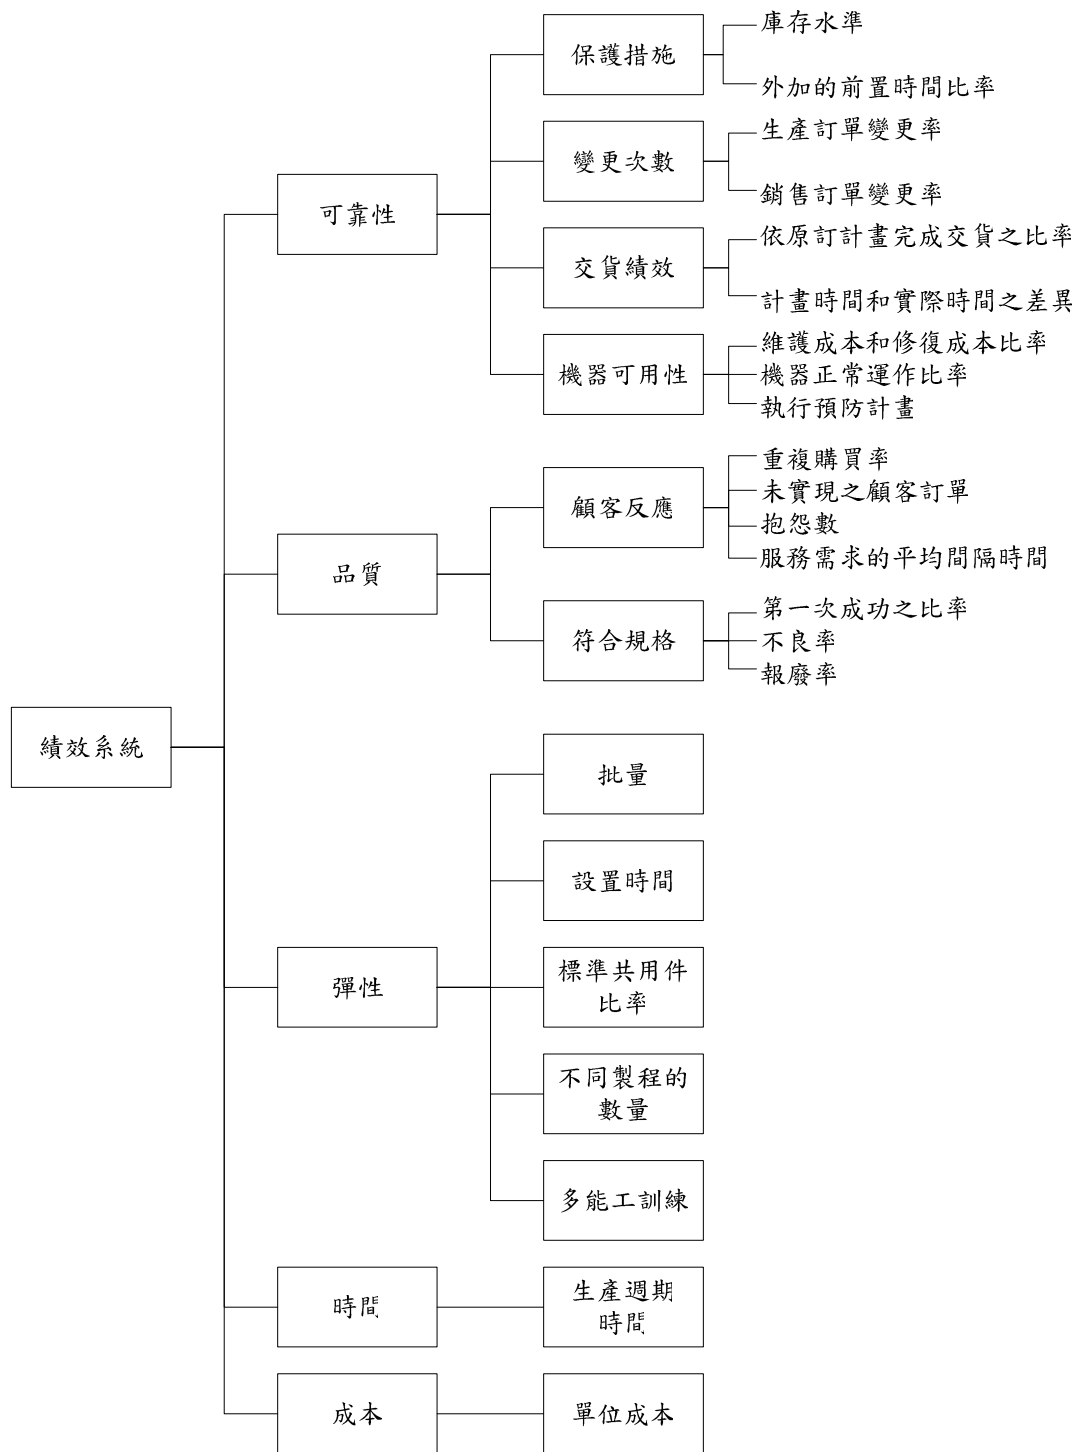 庫存水準
保護措施
外加的前置時間比率
生產訂單變更率
變更次數
銷售訂單變更率
可靠性
依原訂計畫完成交貨之比率
交貨績效
計畫時間和實際時間之差異
維護成本和修復成本比率
機器可用性
機器正常運作比率
執行預防計畫
重複購買率
顧客反應
未實現之顧客訂單
抱怨數
服務需求的平均間隔時間
品質
第一次成功之比率
符合規格
不良率
報廢率
績效系統
批量
設置時間
彈性
標準共用件
比率
不同製程的
數量
多能工訓練
時間
生產週期
時間
成本
單位成本